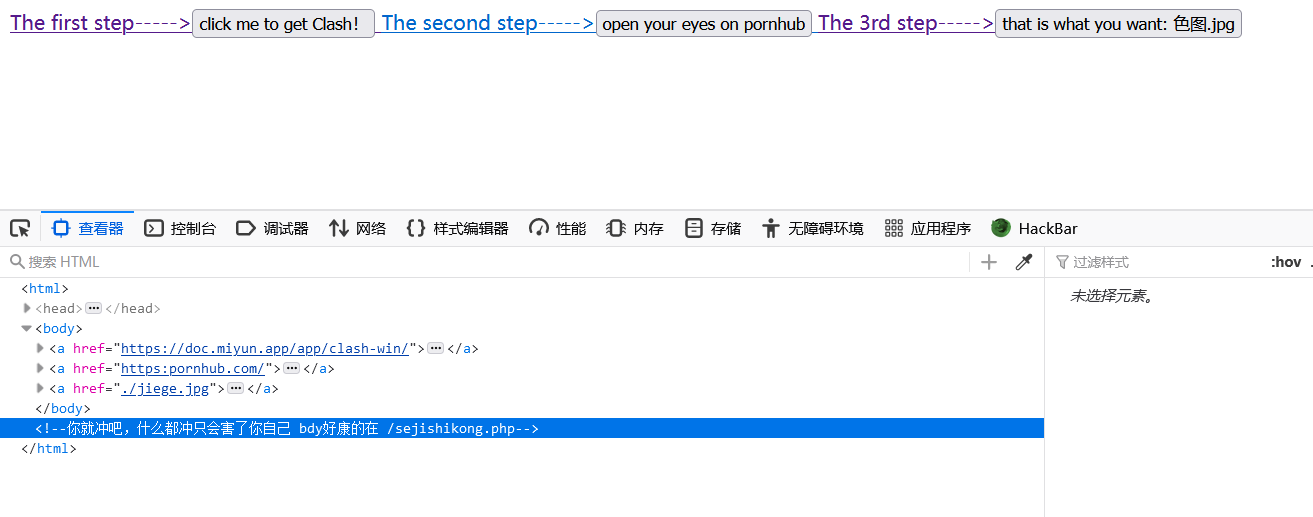 The first step----->click me to get Clash! The second step----->open your eyes on pornhub The 3rd step----->that is what you want: 色图.jpg
查看器 控制台 调试器 网络 样式编辑器 性能 内存 存储 无障碍环境 应用程序 HackBar
搜索 HTML 过滤样式 :hov .
<html>
<head>…</head>
未选择元素。
<body>
<a href="https://doc.miyun.app/app/clash-win/">…</a>
<a href="https:pornhub.com/">…</a>
<a href="./jiege.jpg">…</a>
</body>
<!--你就冲吧，什么都冲只会害了你自己 bdy好康的在 /sejishikong.php-->
</html>